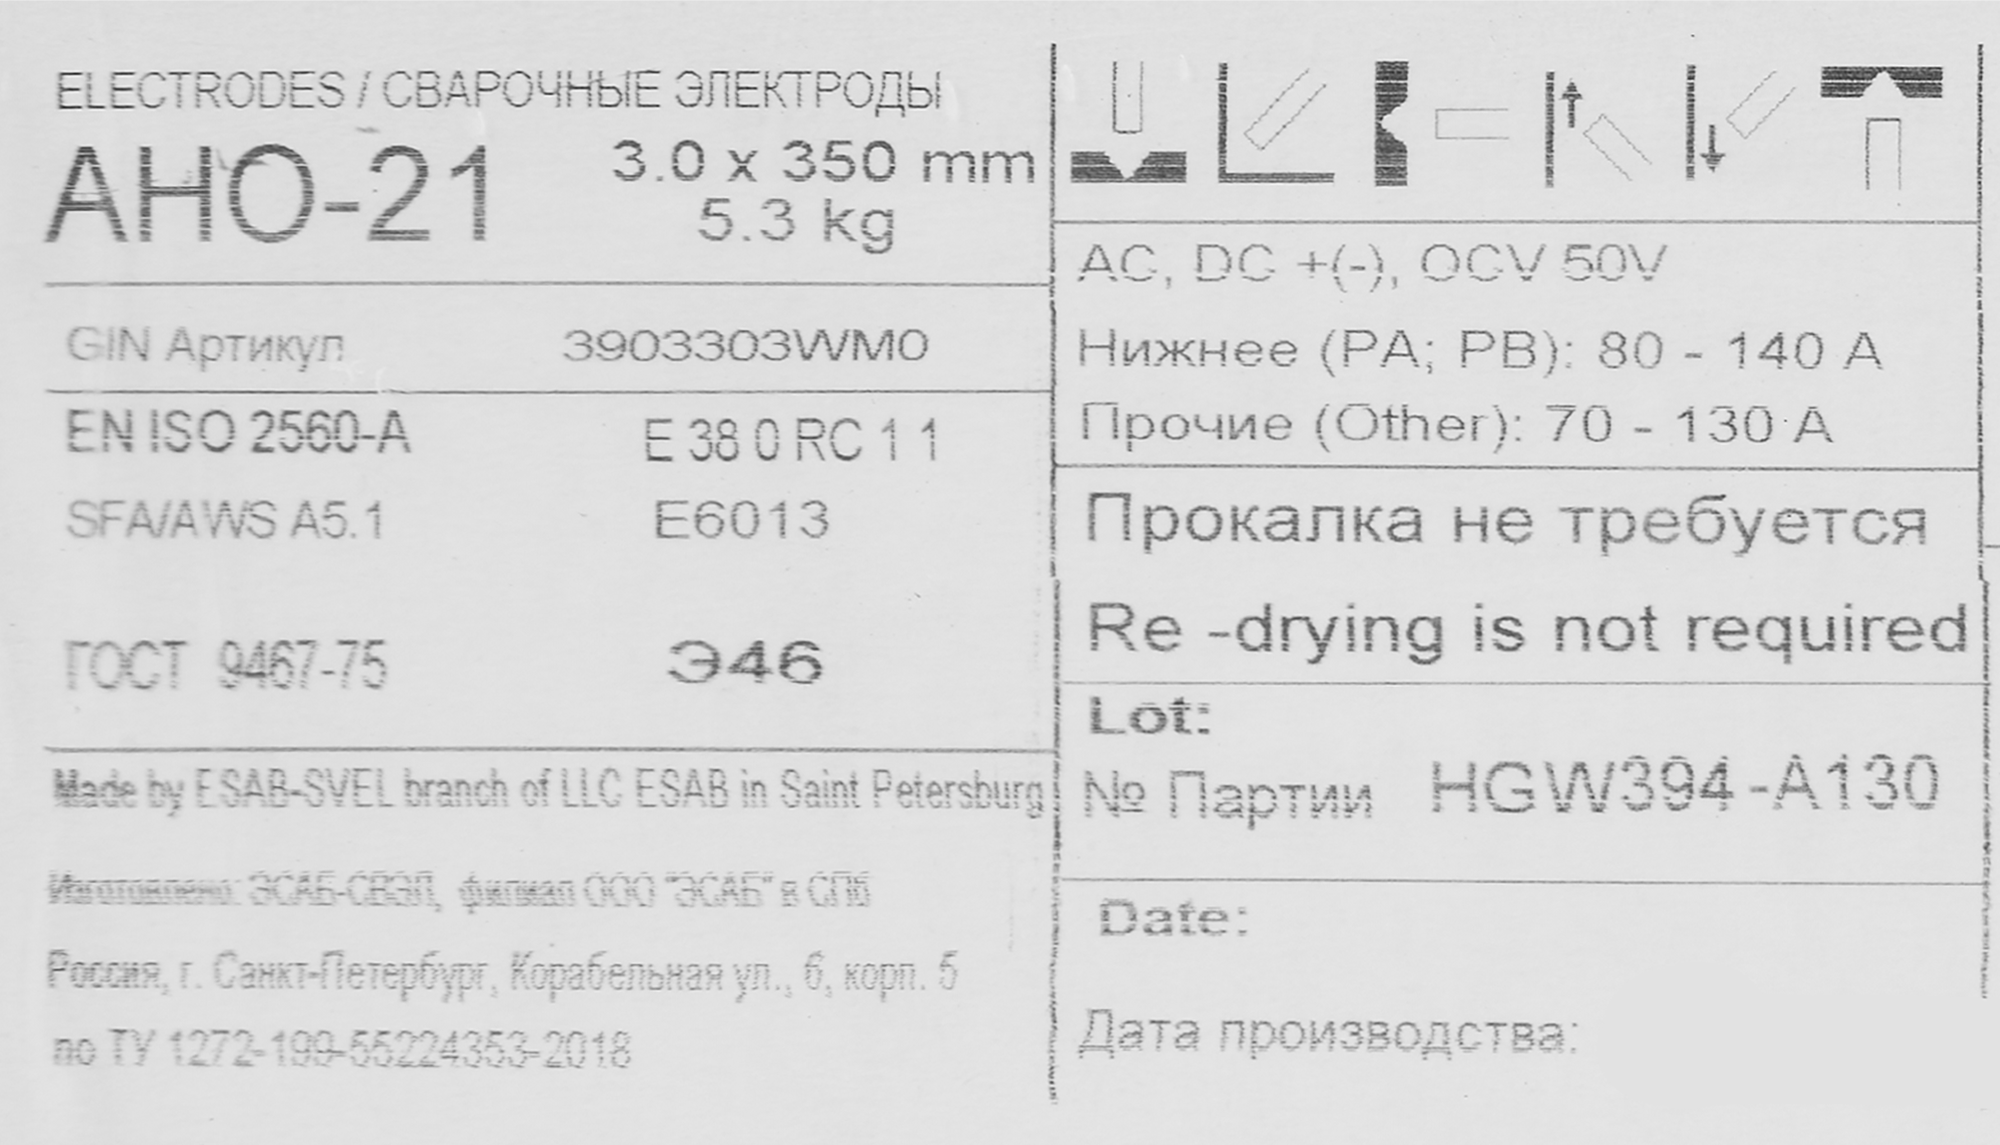 ELECTRODES / СВАРОЧНЫЕ ЭЛЕКТРОДЫ
АНО-21
3.0 x 350 mm
5.3 kg
GIN Артикул 3903303WM0
EN ISO 2560-A E 38 0 RC 1 1
SFA/AWS A5.1 E6013
ГОСТ 9467-75 Э46
Made by ESAB-SVEL branch of LLC ESAB in Saint Petersburg
Изготовлено: ЭСАБ-СВЭЛ, филиал ООО "ЭСАБ" в СПб
Россия, г. Санкт-Петербург, Корабельная ул., 6, корп. 5
по ТУ 1272-199-55224353-2018
AC, DC +(-), OCV 50V
Нижнее (PA; PB): 80 - 140 A
Прочие (Other): 70 - 130 A
Прокалка не требуется
Re -drying is not required
Lot:
№ Партии HGW394-A130
Date:
Дата производства: